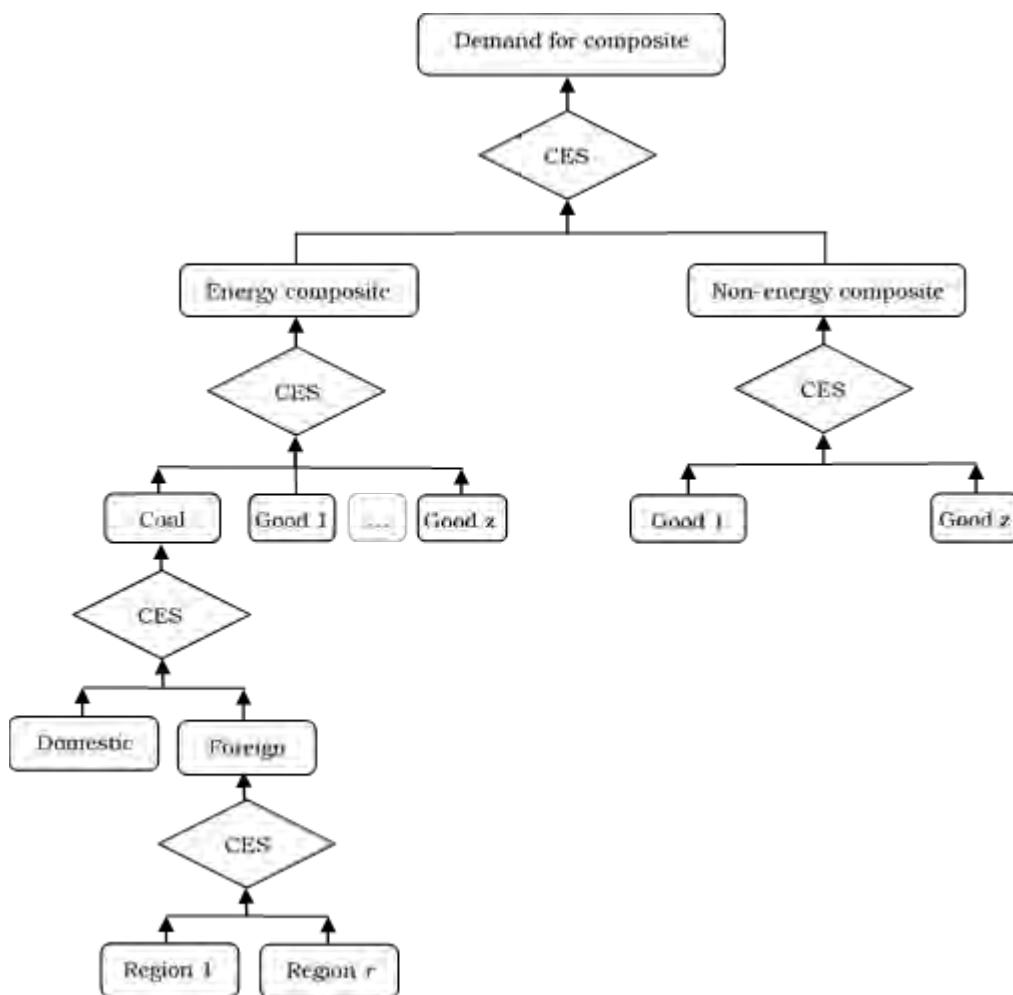 Demand for composite
CES
Energy composite
Non-energy composite
CES
CES
Coal
Good 1
...
Good z
Good 1
Good z
CES
Domestic
Foreign
CES
Region 1
Region r